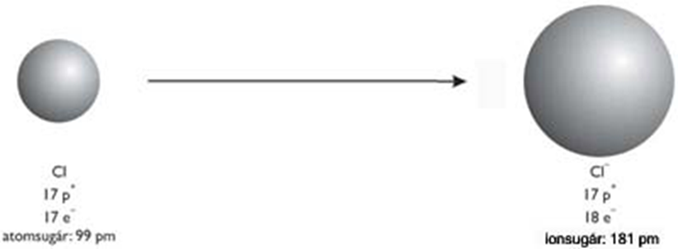 Cl
17 p⁺
17 e⁻
atomsugár: 99 pm
Cl⁻
17 p⁺
18 e⁻
ionsugár: 181 pm